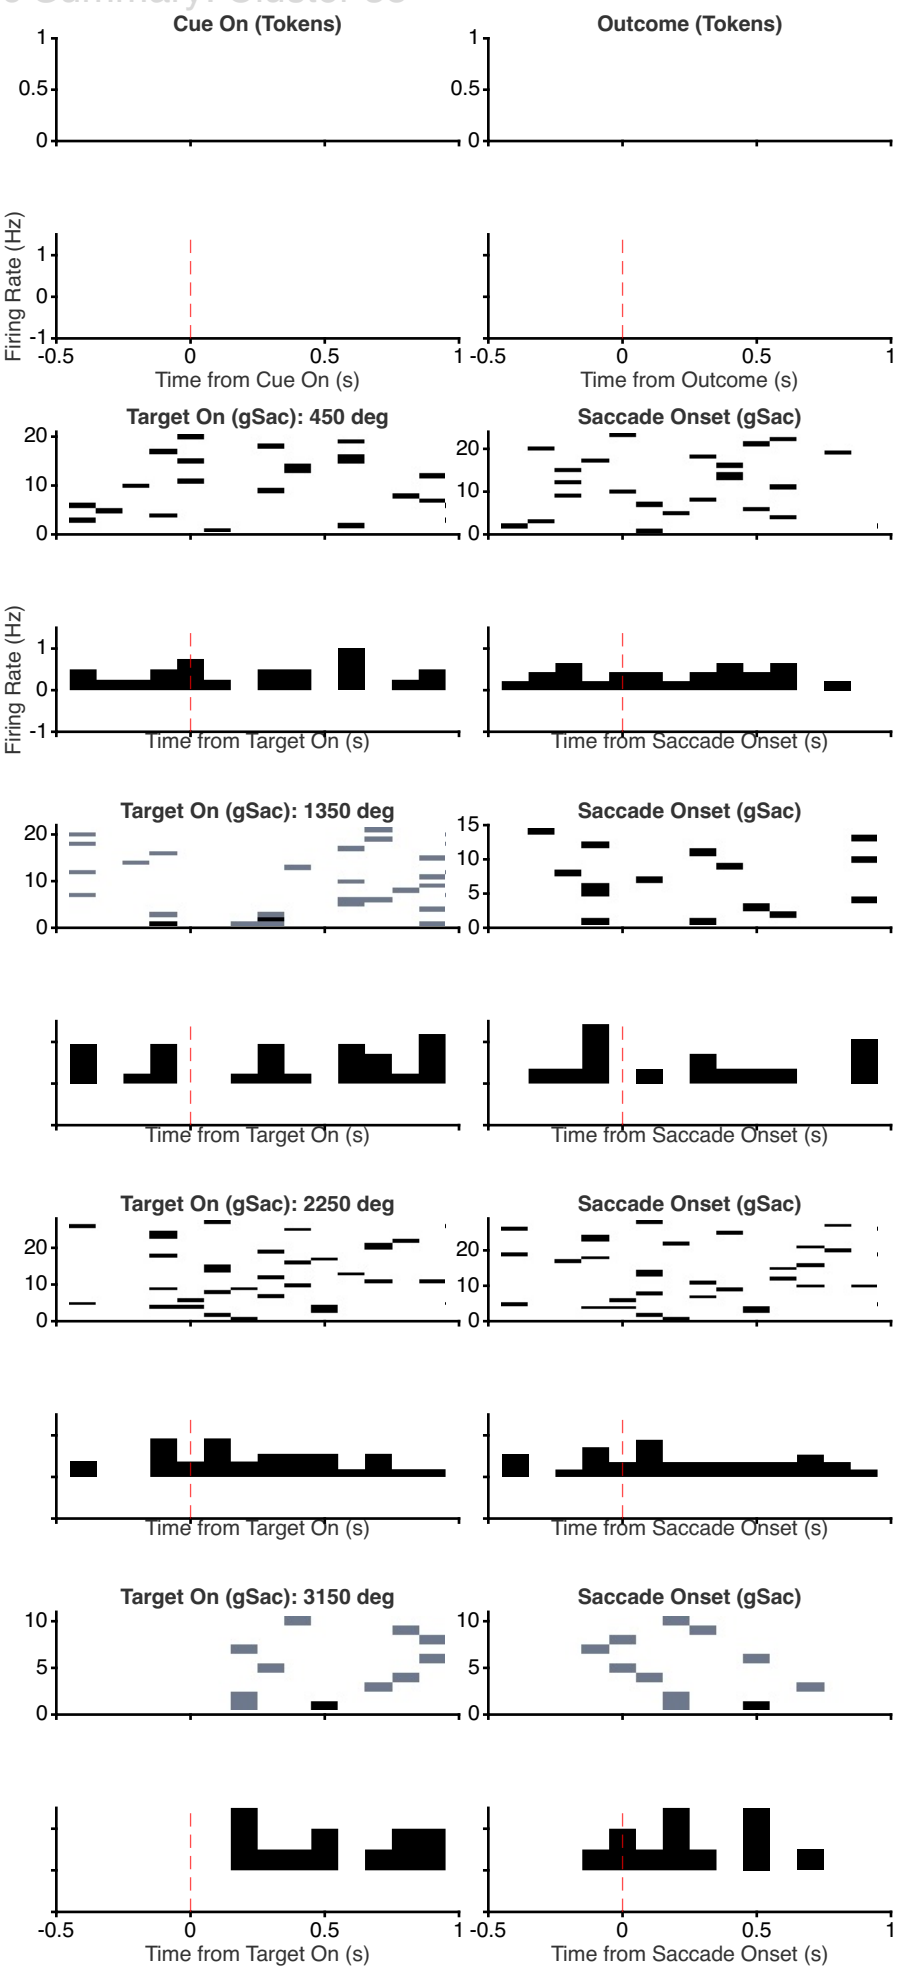 Summary: Cluster
Cue On (Tokens) Outcome (Tokens)
1 1
0.5 0.5
0 0
Firing Rate (Hz)
1
0
-1
-0.5 0 0.5 1 -0.5 0 0.5 1
Time from Cue On (s) Time from Outcome (s)
Target On (gSac): 450 deg Saccade Onset (gSac)
20 20
10 10
0 0
Firing Rate (Hz)
1
0
-1
Time from Target On (s) Time from Saccade Onset (s)
Target On (gSac): 1350 deg Saccade Onset (gSac)
20 15
10 10
5
0 0
Time from Target On (s) Time from Saccade Onset (s)
Target On (gSac): 2250 deg Saccade Onset (gSac)
20 20
10 10
0 0
Time from Target On (s) Time from Saccade Onset (s)
Target On (gSac): 3150 deg Saccade Onset (gSac)
10 10
5 5
0 0
-0.5 0 0.5 1 -0.5 0 0.5 1
Time from Target On (s) Time from Saccade Onset (s)